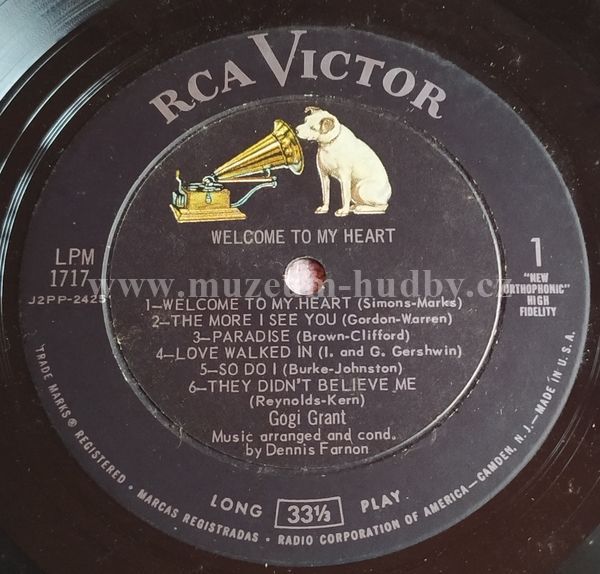 RCA VICTOR
WELCOME TO MY HEART
LPM
1717
J2PP-2425
1
"NEW
ORTHOPHONIC"
HIGH
FIDELITY
www.muzeum-hudby.cz
1—WELCOME TO MY HEART (Simons-Marks)
2—THE MORE I SEE YOU (Gordon-Warren)
3—PARADISE (Brown-Clifford)
4—LOVE WALKED IN (I. and G. Gershwin)
5—SO DO I (Burke-Johnston)
6—THEY DIDN'T BELIEVE ME
(Reynolds-Kern)
Gogi Grant
Music arranged and cond.
by Dennis Farnon
LONG 33⅓ PLAY
TRADE MARKS ® REGISTERED • MARCAS REGISTRADAS • RADIO CORPORATION OF AMERICA—CAMDEN, N. J.—MADE IN U.S.A.